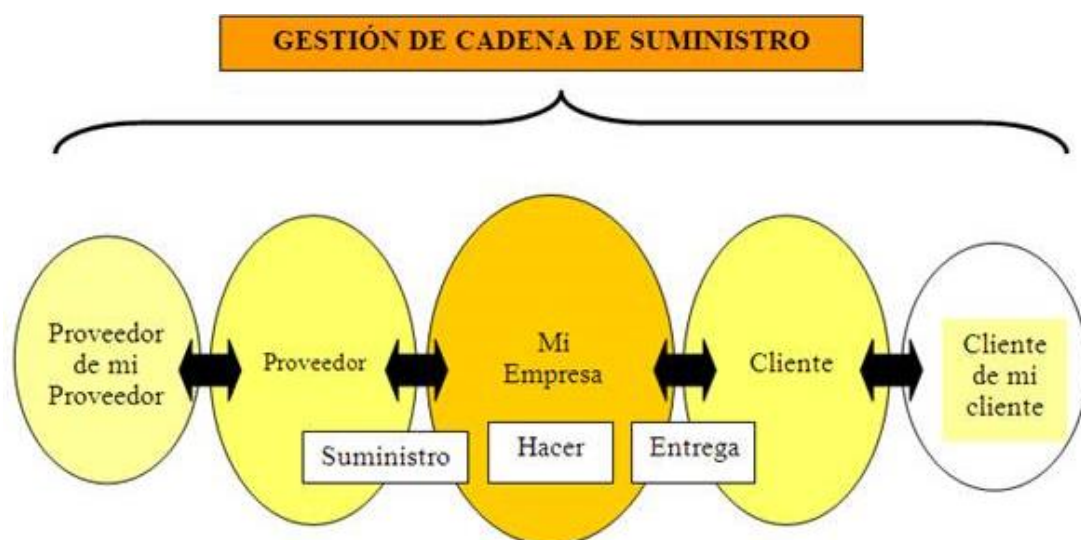 GESTIÓN DE CADENA DE SUMINISTRO
Proveedor
de mi
Proveedor
Proveedor
Mi
Empresa
Cliente
Cliente
de mi
cliente
Suministro
Hacer
Entrega